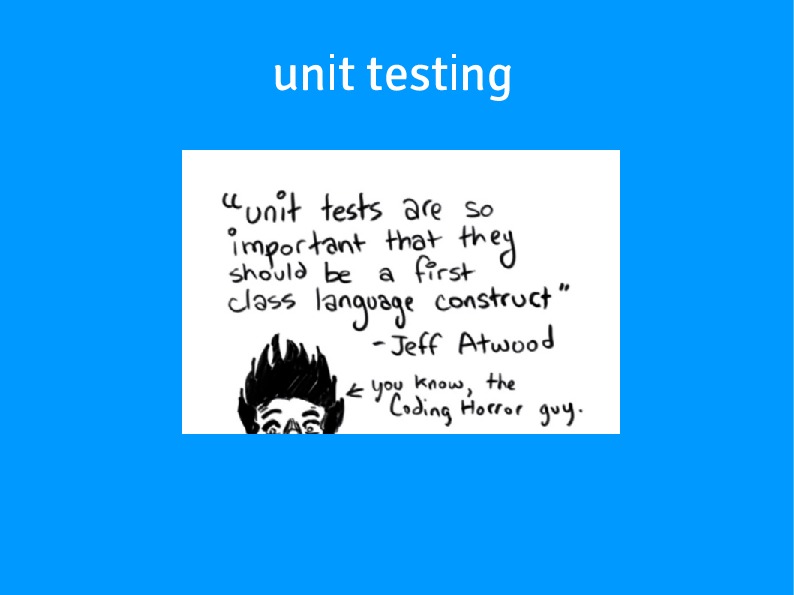 unit testing
"unit tests are so
important that they
should be a first
class language construct"
- Jeff Atwood
← you know, the
Coding Horror guy.